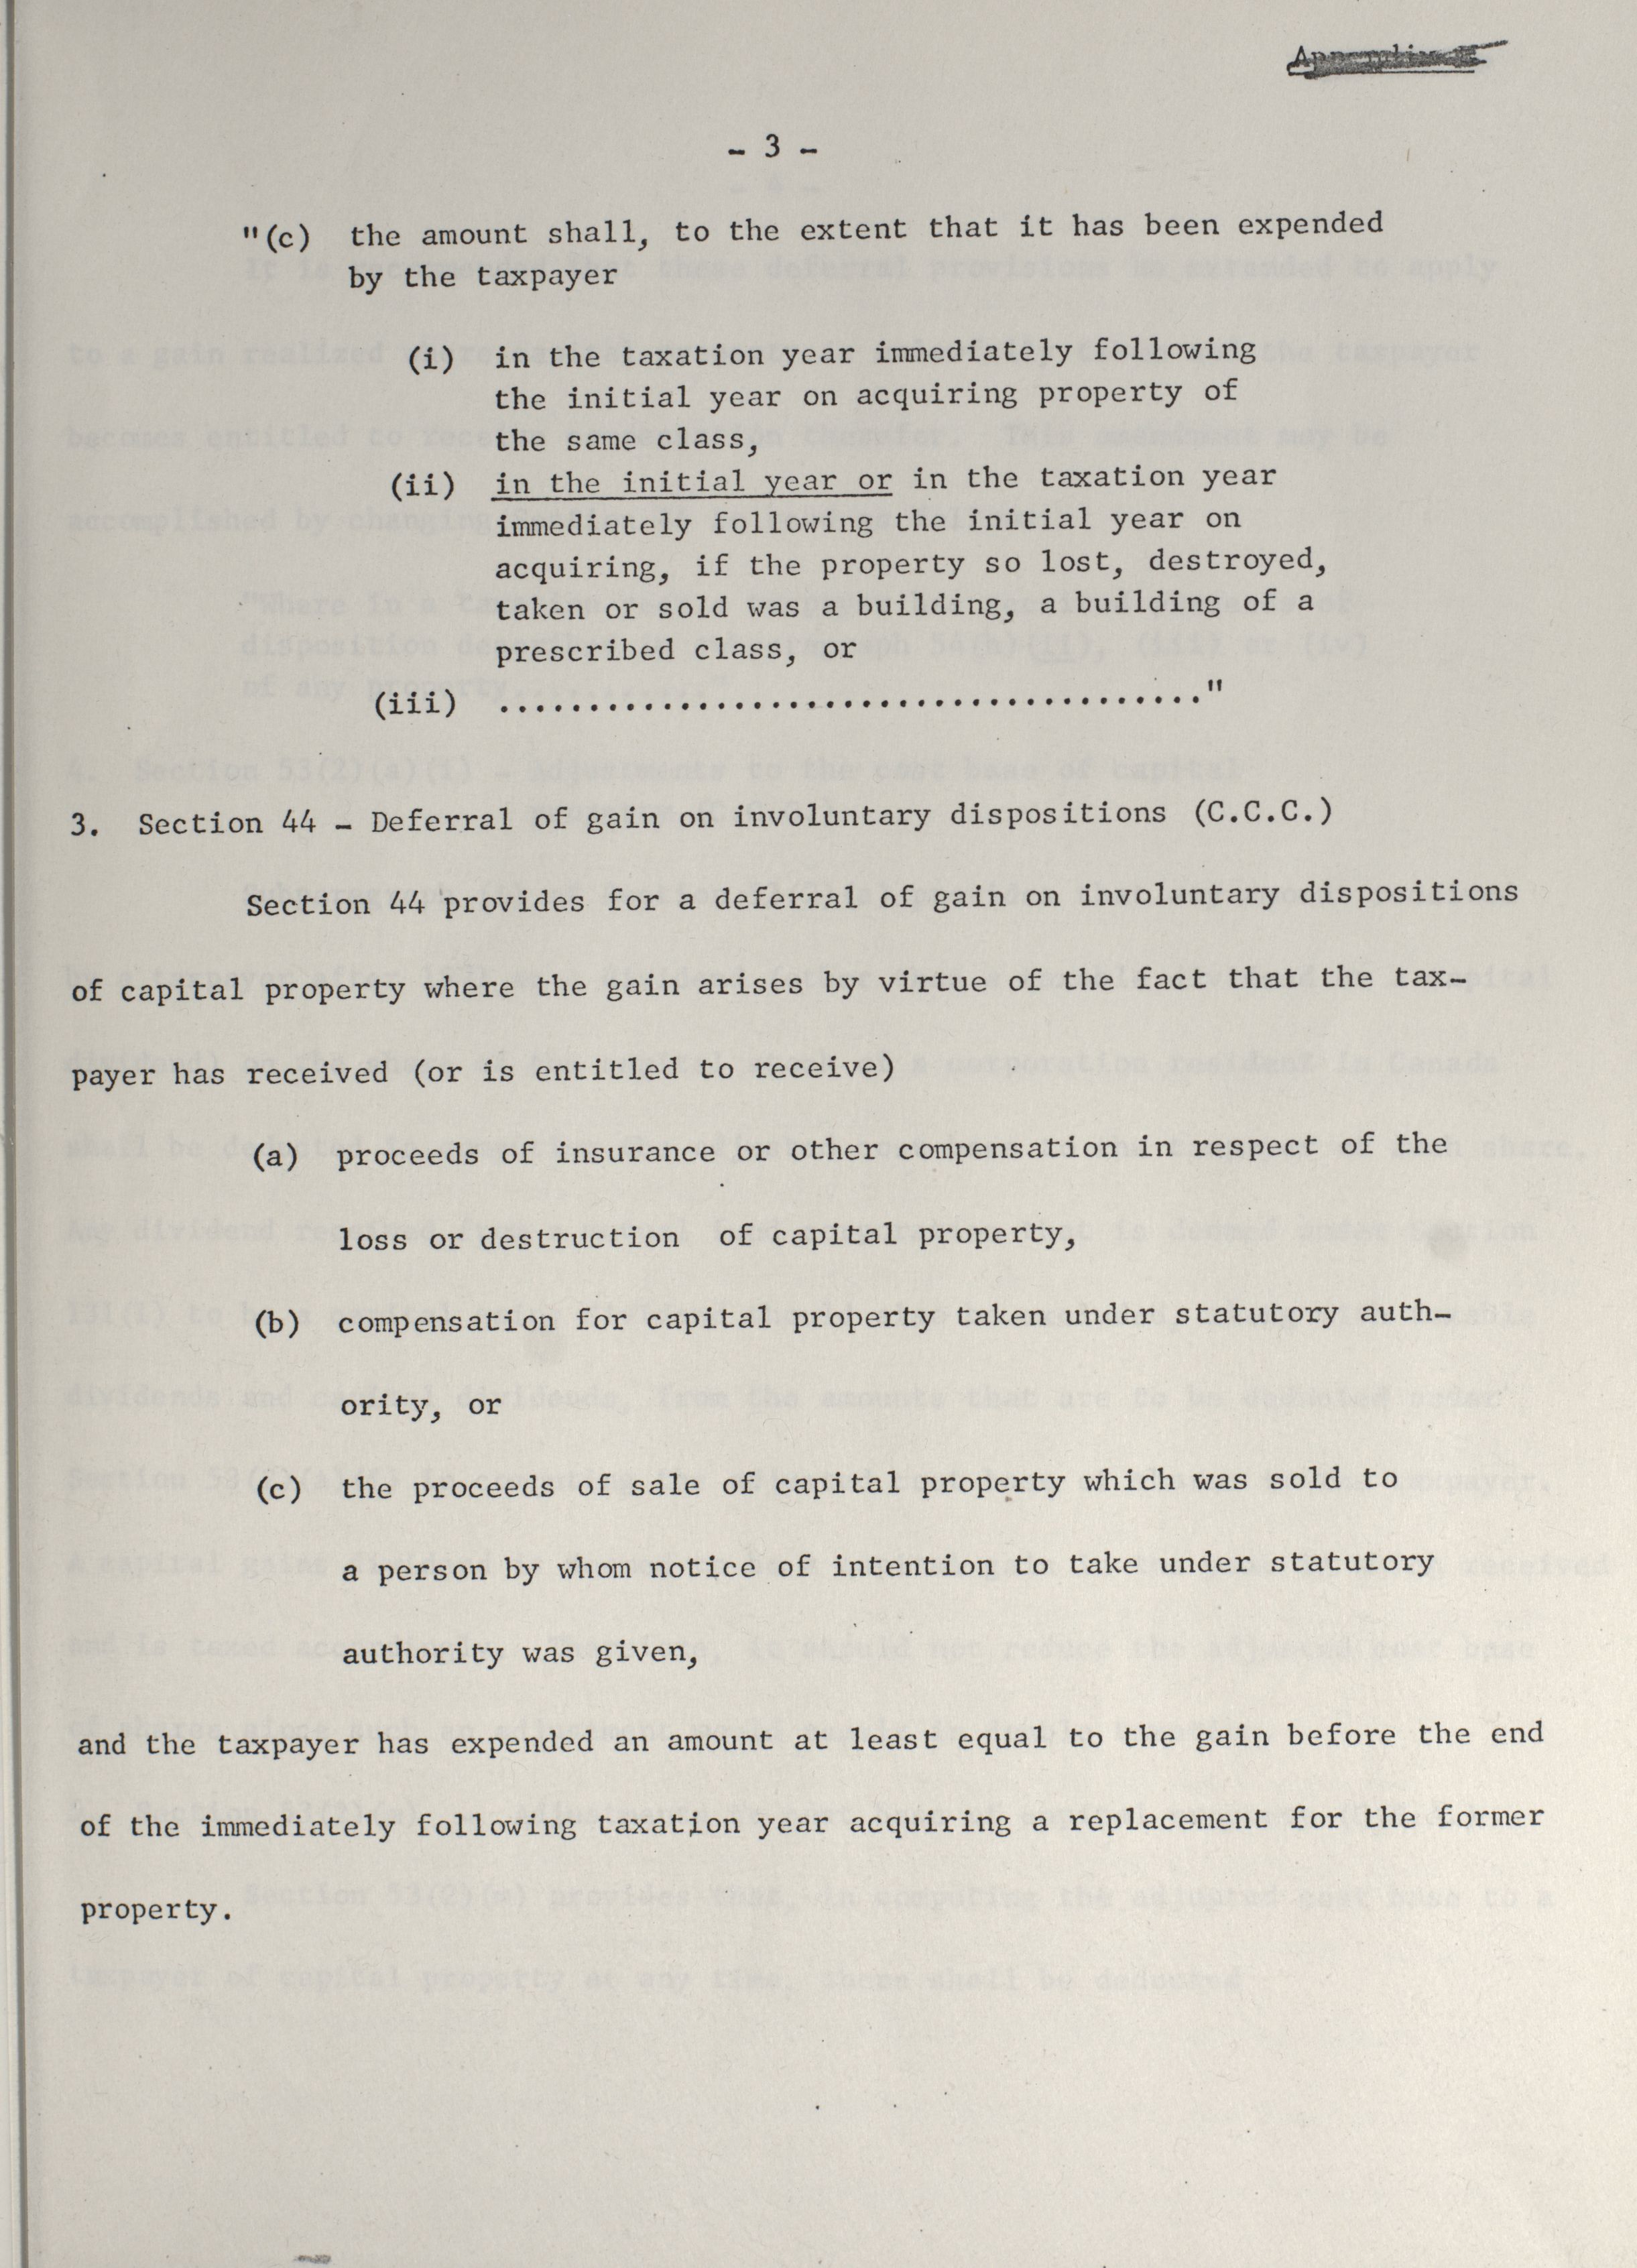 - 3 -
"(c) the amount shall, to the extent that it has been expended
by the taxpayer
(i) in the taxation year immediately following
the initial year on acquiring property of
the same class,
(ii) in the initial year or in the taxation year
immediately following the initial year on
acquiring, if the property so lost, destroyed,
taken or sold was a building, a building of a
prescribed class, or
(iii) ......................................."
3. Section 44 - Deferral of gain on involuntary dispositions (C.C.C.)
Section 44 provides for a deferral of gain on involuntary dispositions
of capital property where the gain arises by virtue of the fact that the tax-
payer has received (or is entitled to receive)
(a) proceeds of insurance or other compensation in respect of the
loss or destruction of capital property,
(b) compensation for capital property taken under statutory auth-
ority, or
(c) the proceeds of sale of capital property which was sold to
a person by whom notice of intention to take under statutory
authority was given,
and the taxpayer has expended an amount at least equal to the gain before the end
of the immediately following taxation year acquiring a replacement for the former
property.